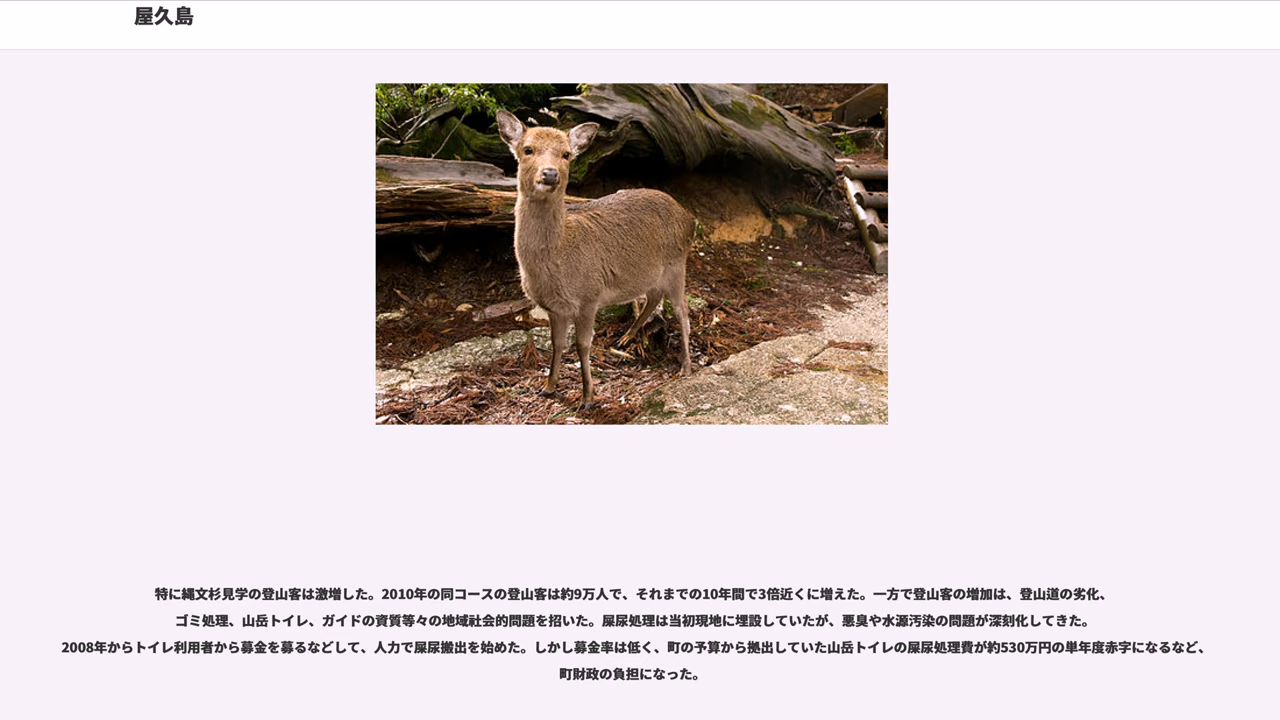 屋久島
特に縄文杉見学の登山客は激増した。2010年の同コースの登山客は約9万人で、それまでの10年間で3倍近くに増えた。一方で登山客の増加は、登山道の劣化、
ゴミ処理、山岳トイレ、ガイドの資質等々の地域社会的問題を招いた。屎尿処理は当初現地に埋設していたが、悪臭や水源汚染の問題が深刻化してきた。
2008年からトイレ利用者から募金を募るなどして、人力で屎尿搬出を始めた。しかし募金率は低く、町の予算から拠出していた山岳トイレの屎尿処理費が約530万円の単年度赤字になるなど、
町財政の負担になった。